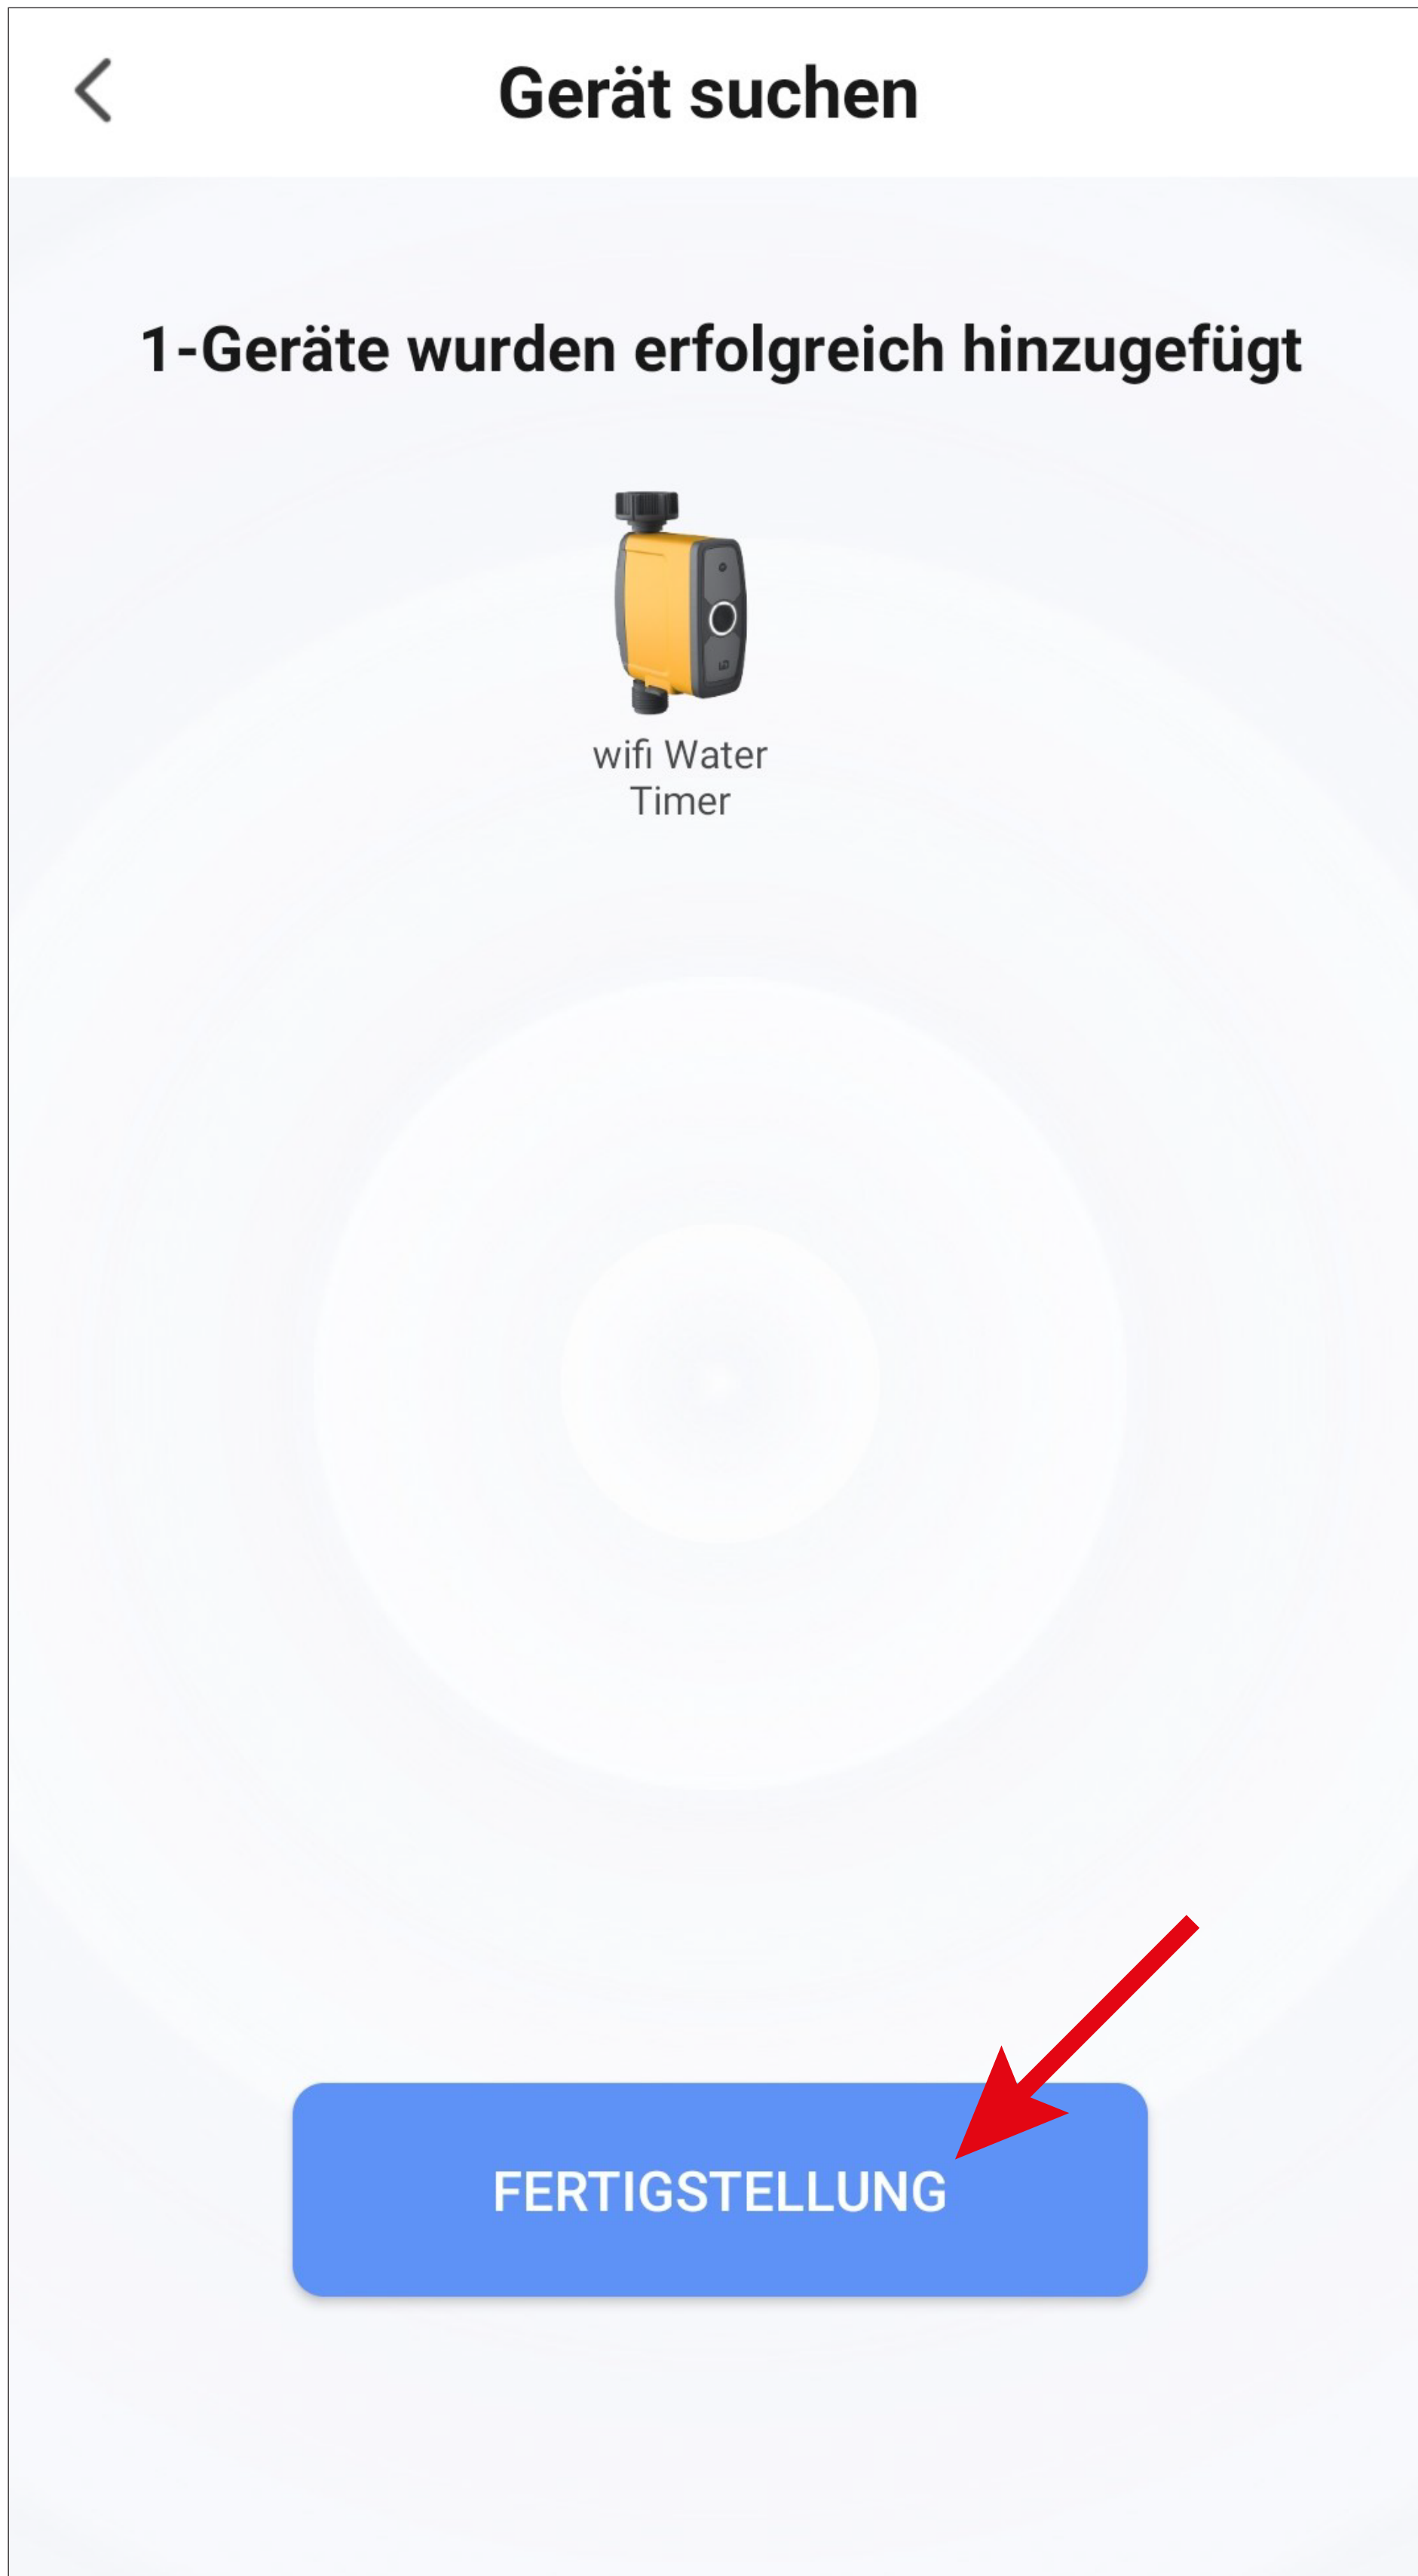 Gerät suchen
1-Geräte wurden erfolgreich hinzugefügt
wifi Water
Timer
FERTIGSTELLUNG